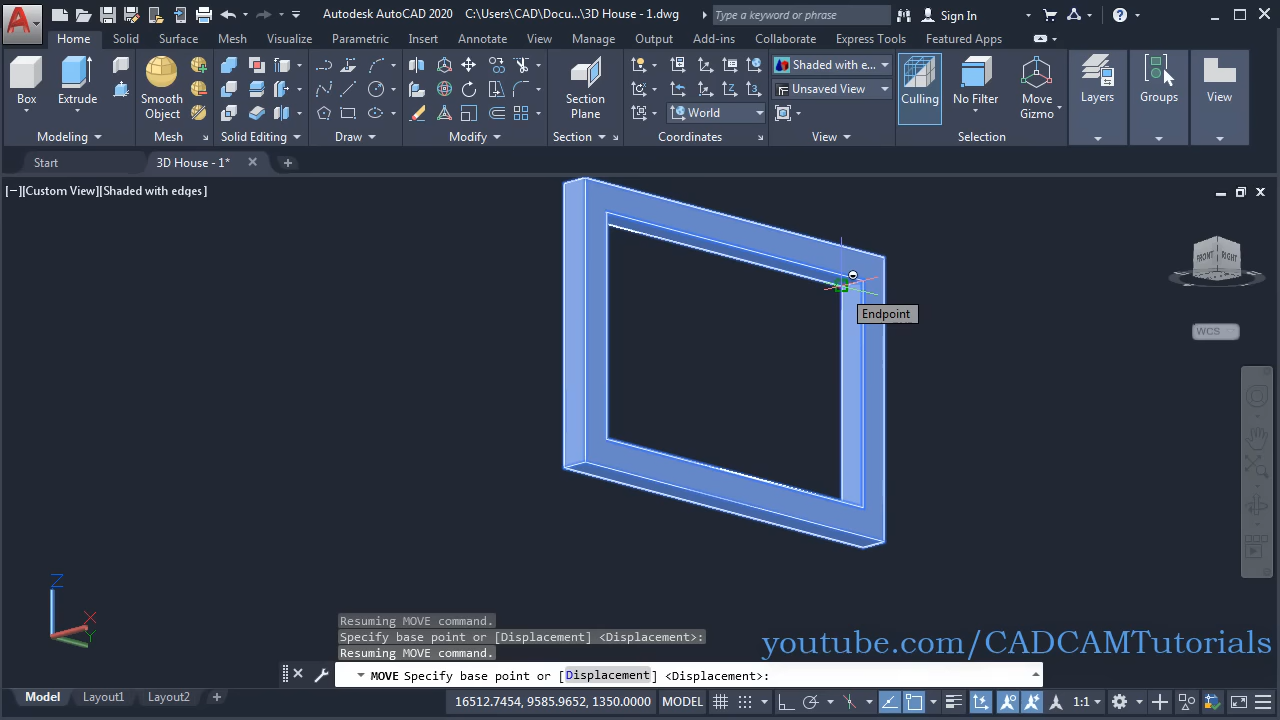 Autodesk AutoCAD 2020 C:\Users\CAD\Docu...\3D House - 1.dwg Type a keyword or phrase Sign In
Home Solid Surface Mesh Visualize Parametric Insert Annotate View Manage Output Add-ins Collaborate Express Tools Featured Apps
Shaded with e...
Unsaved View
World
Box Extrude Smooth Object Section Plane Culling No Filter Move Gizmo Layers Groups View
Modeling Mesh Solid Editing Draw Modify Section Coordinates View Selection
Start 3D House - 1*
[−][Custom View][Shaded with edges]
FRONT RIGHT
Endpoint
WCS
Z
X
Y
Resuming MOVE command.
Specify base point or [Displacement] <Displacement>:
Resuming MOVE command.
youtube.com/CADCAMTutorials
MOVE Specify base point or [Displacement] <Displacement>:
Model Layout1 Layout2 16512.7454, 9585.9652, 1350.0000 MODEL 1:1